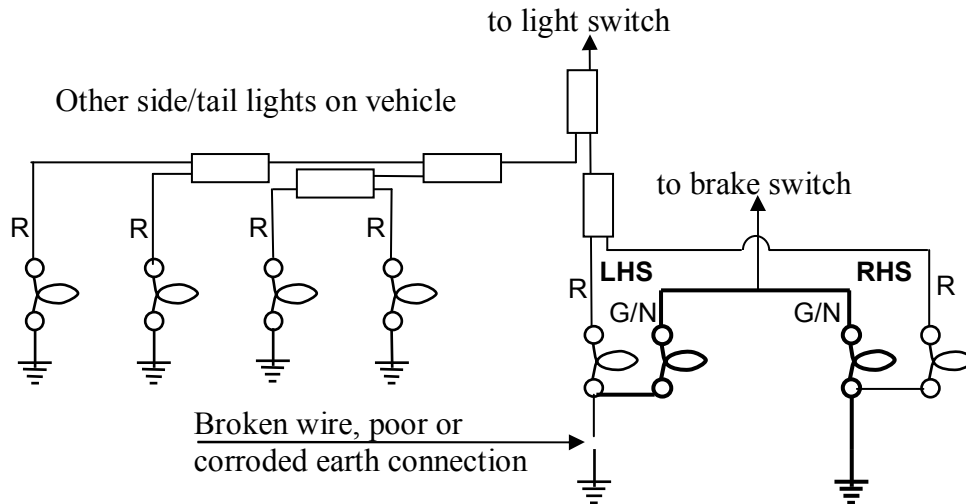 to light switch
Other side/tail lights on vehicle
to brake switch
R
R
R
R
LHS
RHS
R
R
G/N
G/N
Broken wire, poor or
corroded earth connection